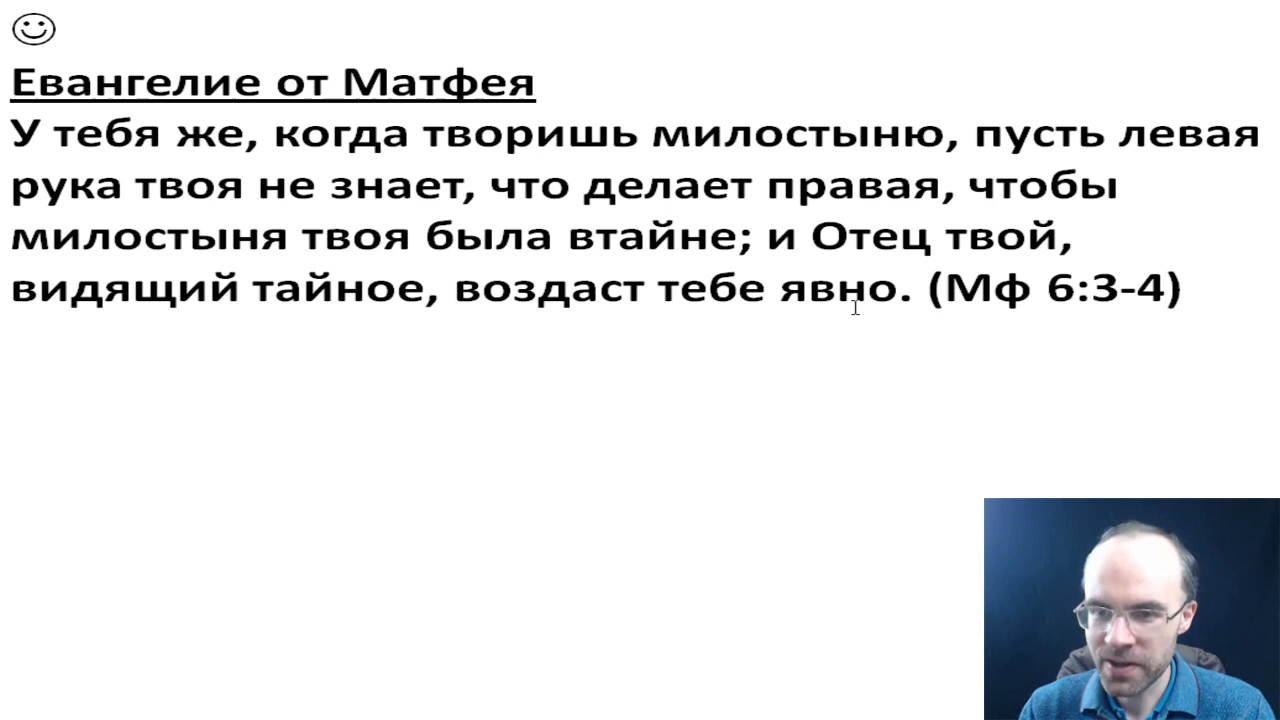 Евангелие от Матфея
У тебя же, когда творишь милостыню, пусть левая
рука твоя не знает, что делает правая, чтобы
милостыня твоя была втайне; и Отец твой,
видящий тайное, воздаст тебе явно. (Мф 6:3-4)